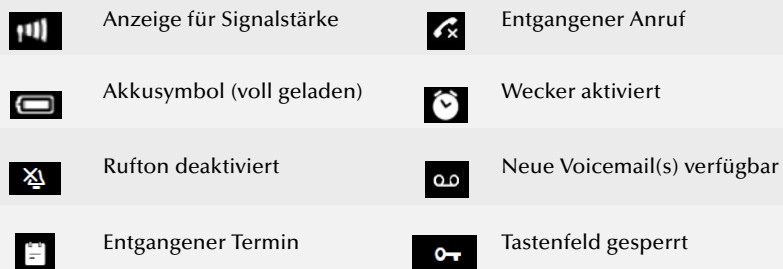 Anzeige für Signalstärke
Entgangener Anruf
Akkusymbol (voll geladen)
Wecker aktiviert
Rufton deaktiviert
Neue Voicemail(s) verfügbar
Entgangener Termin
Tastenfeld gesperrt